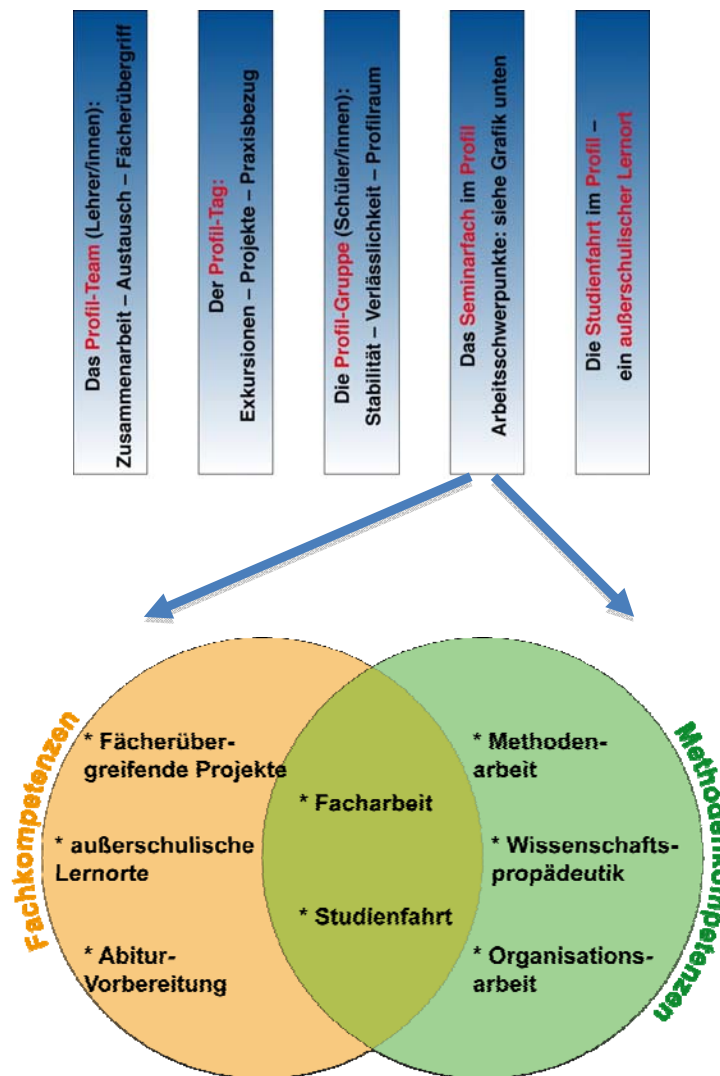 Das Profil-Team (Lehrer/innen):
Zusammenarbeit – Austausch – Fächerübergriff
Der Profil-Tag:
Exkursionen – Projekte – Praxisbezug
Die Profil-Gruppe (Schüler/innen):
Stabilität – Verlässlichkeit – Profilraum
Das Seminarfach im Profil
Arbeitsschwerpunkte: siehe Grafik unten
Die Studienfahrt im Profil –
ein außerschulischer Lernort
Fachkompetenzen
* Fächerüber-
greifende Projekte
* außerschulische
Lernorte
* Abitur-
Vorbereitung
* Facharbeit
* Studienfahrt
* Methoden-
arbeit
* Wissenschafts-
propädeutik
* Organisations-
arbeit
Methodenkompetenzen